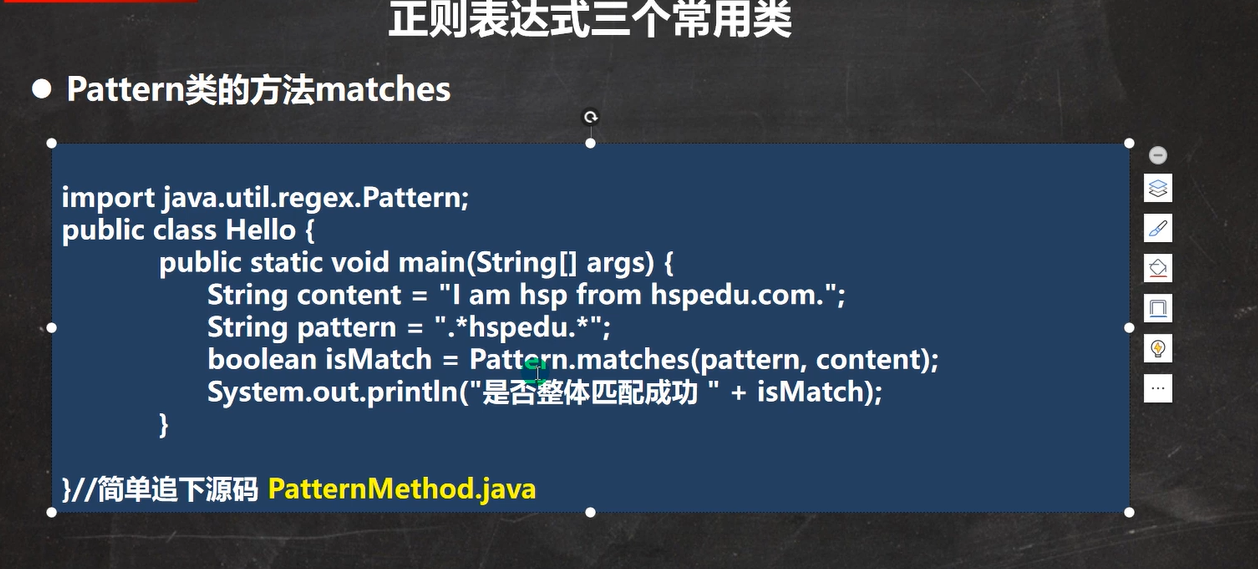 正则表达式三个常用类
● Pattern类的方法matches
import java.util.regex.Pattern;
public class Hello {
public static void main(String[] args) {
String content = "I am hsp from hspedu.com.";
String pattern = ".*hspedu.*";
boolean isMatch = Pattern.matches(pattern, content);
System.out.println("是否整体匹配成功 " + isMatch);
}
}//简单追下源码 PatternMethod.java